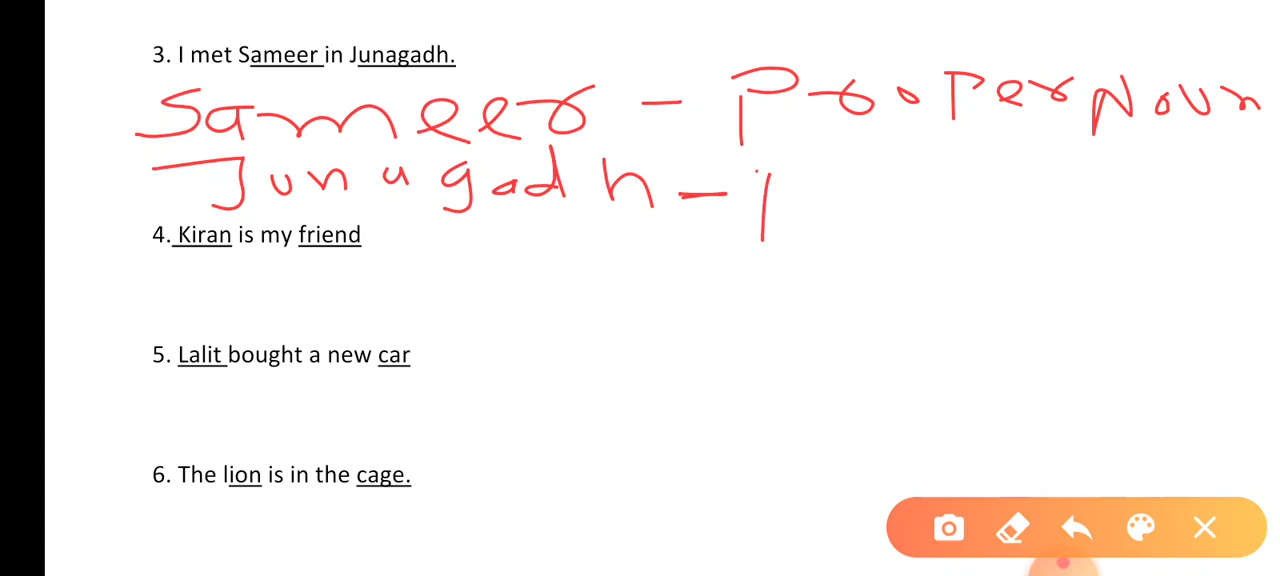 3. I met Sameer in Junagadh.
Sameer - Proper Noun
Junagadh -
4. Kiran is my friend
5. Lalit bought a new car
6. The lion is in the cage.